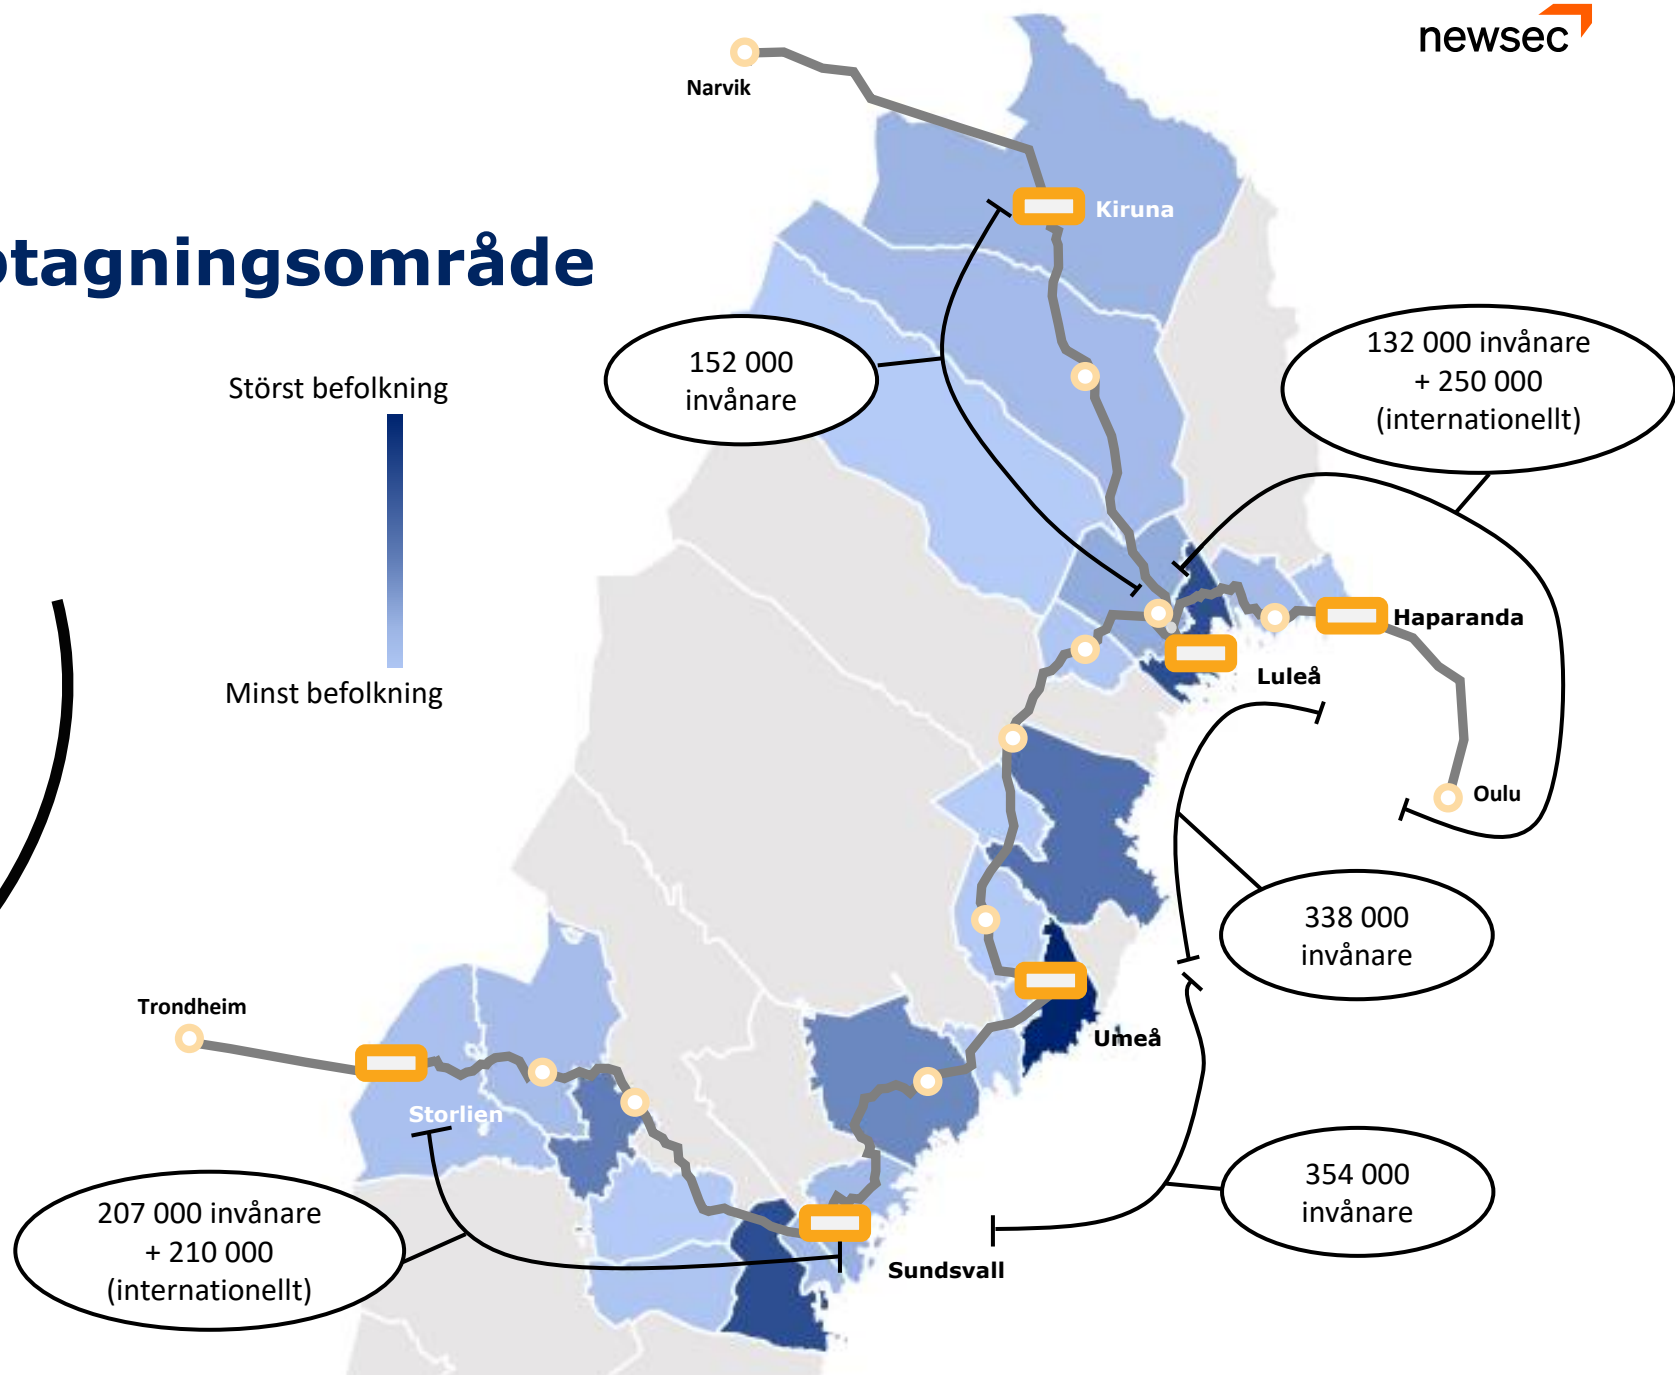 newsec
Narvik
Kiruna
ptagningsområde
Störst befolkning
Minst befolkning
152 000
invånare
132 000 invånare
+ 250 000
(internationellt)
Haparanda
Luleå
Oulu
338 000
invånare
Trondheim
Umeå
Storlien
354 000
invånare
207 000 invånare
+ 210 000
(internationellt)
Sundsvall